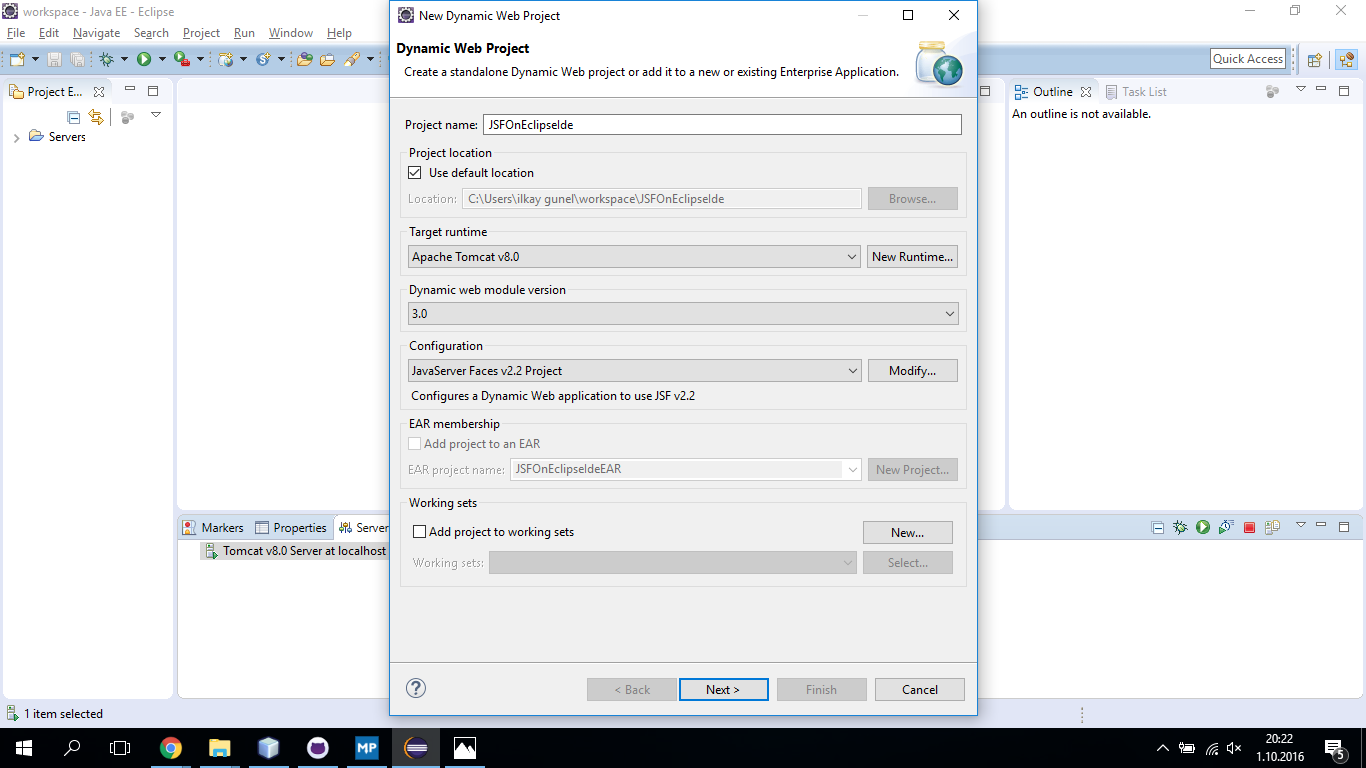 workspace - Java EE - Eclipse
File Edit Navigate Search Project Run Window Help
Quick Access
Project E...
Servers
New Dynamic Web Project
Dynamic Web Project
Create a standalone Dynamic Web project or add it to a new or existing Enterprise Application.
Project name: JSFOnEclipseIde
Project location
Use default location
Location: C:\Users\ilkay gunel\workspace\JSFOnEclipseIde Browse...
Target runtime
Apache Tomcat v8.0 New Runtime...
Dynamic web module version
3.0
Configuration
JavaServer Faces v2.2 Project Modify...
Configures a Dynamic Web application to use JSF v2.2
EAR membership
Add project to an EAR
EAR project name: JSFOnEclipseIdeEAR New Project...
Working sets
Add project to working sets New...
Working sets: Select...
< Back Next > Finish Cancel
Outline Task List
An outline is not available.
Markers Properties Server
Tomcat v8.0 Server at localhost
1 item selected
MP
20:22
1.10.2016
5